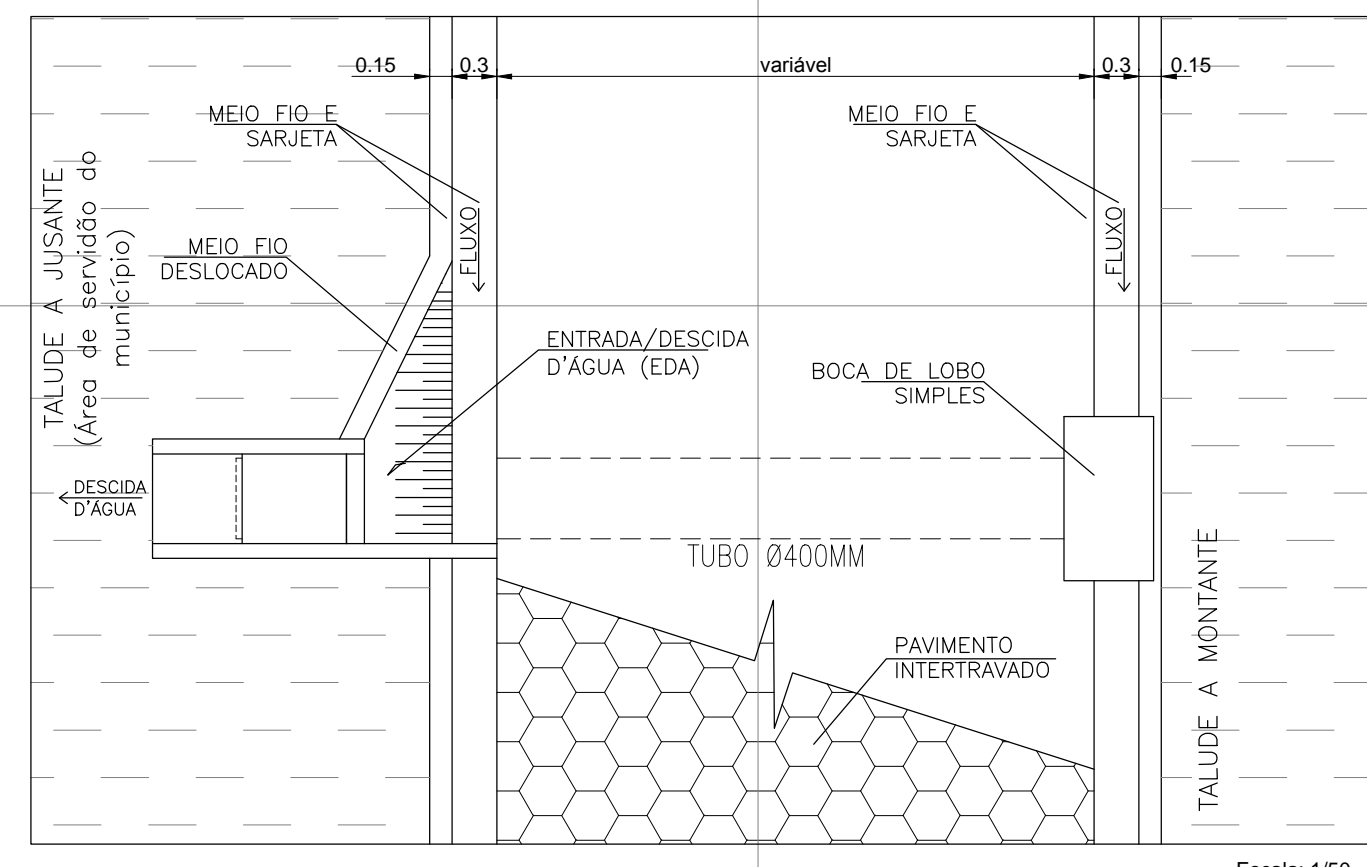 0.15
0.3
variável
0.3
0.15
MEIO FIO E
SARJETA
MEIO FIO E
SARJETA
TALUDE A JUSANTE
(Área de servidão do
município)
FLUXO
FLUXO
MEIO FIO
DESLOCADO
ENTRADA/DESCIDA
D'ÁGUA (EDA)
BOCA DE LOBO
SIMPLES
DESCIDA
D'ÁGUA
TUBO Ø400MM
TALUDE A MONTANTE
PAVIMENTO
INTERTRAVADO
Escala: 1/50